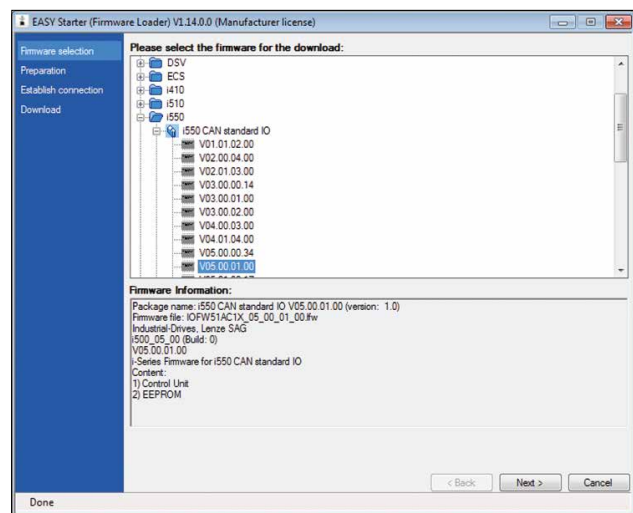 EASY Starter (Firmware Loader) V1.14.0.0 (Manufacturer license)
Firmware selection
Preparation
Establish connection
Download
Please select the firmware for the download:
DSV
ECS
i410
i510
i550
i550 CAN standard IO
V01.01.02.00
V02.00.04.00
V02.01.03.00
V03.00.00.14
V03.00.01.00
V03.00.02.00
V04.00.03.00
V04.01.04.00
V05.00.00.34
V05.00.01.00
Firmware Information:
Package name: i550 CAN standard IO V05.00.01.00 (version: 1.0)
Firmware file: IOFW51AC1X_05_00_01_00.lfw
Industrial-Drives, Lenze SAG
i500_05_00 (Build: 0)
V05.00.01.00
i-Series Firmware for i550 CAN standard IO
Content:
1) Control Unit
2) EEPROM
< Back
Next >
Cancel
Done